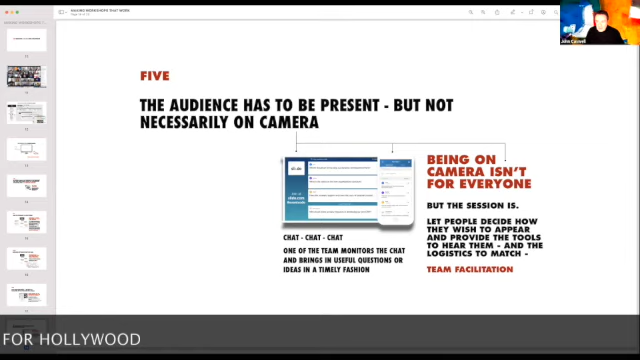 MAKING WORKSHOPS THAT WORK
John Caswell
FIVE
THE AUDIENCE HAS TO BE PRESENT - BUT NOT
NECESSARILY ON CAMERA
BEING ON
CAMERA ISN'T
FOR EVERYONE
BUT THE SESSION IS.
LET PEOPLE DECIDE HOW
THEY WISH TO APPEAR
AND PROVIDE THE TOOLS
TO HEAR THEM - AND THE
LOGISTICS TO MATCH -
TEAM FACILITATION
CHAT - CHAT - CHAT
ONE OF THE TEAM MONITORS THE CHAT
AND BRINGS IN USEFUL QUESTIONS OR
IDEAS IN A TIMELY FASHION
FOR HOLLYWOOD